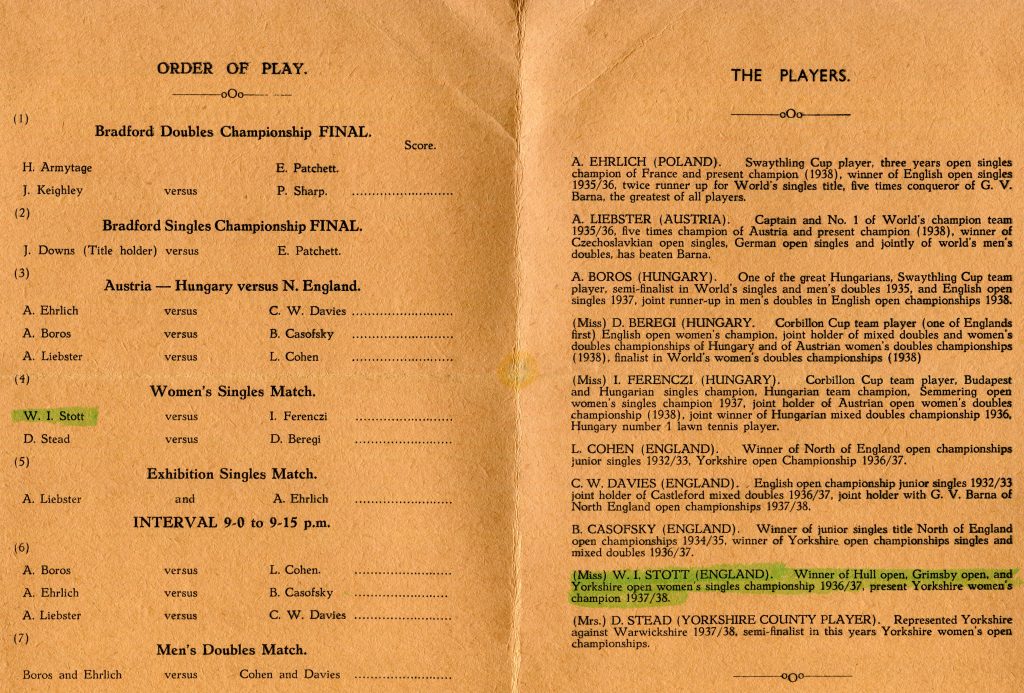 ORDER OF PLAY.
oOo
(1)
Bradford Doubles Championship FINAL.
Score.
H. Armytage E. Patchett.
J. Keighley versus P. Sharp. ........................
(2)
Bradford Singles Championship FINAL.
J. Downs (Title holder) versus E. Patchett.
(3)
Austria — Hungary versus N. England.
A. Ehrlich versus C. W. Davies ........................
A. Boros versus B. Casofsky ........................
A. Liebster versus L. Cohen ........................
(4)
Women's Singles Match.
W. I. Stott versus I. Ferenczi ........................
D. Stead versus D. Beregi ........................
(5)
Exhibition Singles Match.
A. Liebster and A. Ehrlich ........................
INTERVAL 9-0 to 9-15 p.m.
(6)
A. Boros versus L. Cohen. ........................
A. Ehrlich versus B. Casofsky ........................
A. Liebster versus C. W. Davies ........................
(7)
Men's Doubles Match.
Boros and Ehrlich versus Cohen and Davies ........................
THE PLAYERS.
oOo
A. EHRLICH (POLAND). Swaythling Cup player, three years open singles
champion of France and present champion (1938), winner of English open singles
1935/36, twice runner up for World's singles title, five times conqueror of G. V.
Barna, the greatest of all players.
A. LIEBSTER (AUSTRIA). Captain and No. 1 of World's champion team
1935/36, five times champion of Austria and present champion (1938), winner of
Czechoslavkian open singles, German open singles and jointly of world's men's
doubles, has beaten Barna.
A. BOROS (HUNGARY). One of the great Hungarians, Swaythling Cup team
player, semi-finalist in World's singles and men's doubles 1935, and English open
singles 1937, joint runner-up in men's doubles in English open championships 1938.
(Miss) D. BEREGI (HUNGARY. Corbillon Cup team player (one of Englands
first) English open women's champion, joint holder of mixed doubles and women's
doubles championships of Hungary and of Austrian women's doubles championships
(1938), finalist in World's women's doubles championships (1938)
(Miss) I. FERENCZI (HUNGARY). Corbillon Cup team player, Budapest
and Hungarian singles champion, Hungarian team champion, Semmering open
women's singles champion 1937, joint holder of Austrian open women's doubles
championship (1938), joint winner of Hungarian mixed doubles championship 1936,
Hungary number 1 lawn tennis player.
L. COHEN (ENGLAND). Winner of North of England open championships
junior singles 1932/33, Yorkshire open Championship 1936/37.
C. W. DAVIES (ENGLAND). English open championship junior singles 1932/33
joint holder of Castleford mixed doubles 1936/37, joint holder with G. V. Barna of
North England open championships 1937/38.
B. CASOFSKY (ENGLAND). Winner of junior singles title North of England
open championships 1934/35, winner of Yorkshire open championships singles and
mixed doubles 1936/37.
(Miss) W. I. STOTT (ENGLAND). Winner of Hull open, Grimsby open, and
Yorkshire open women's singles championship 1936/37, present Yorkshire women's
champion 1937/38.
(Mrs.) D. STEAD (YORKSHIRE COUNTY PLAYER). Represented Yorkshire
against Warwickshire 1937/38, semi-finalist in this years Yorkshire women's open
championships.
oOo